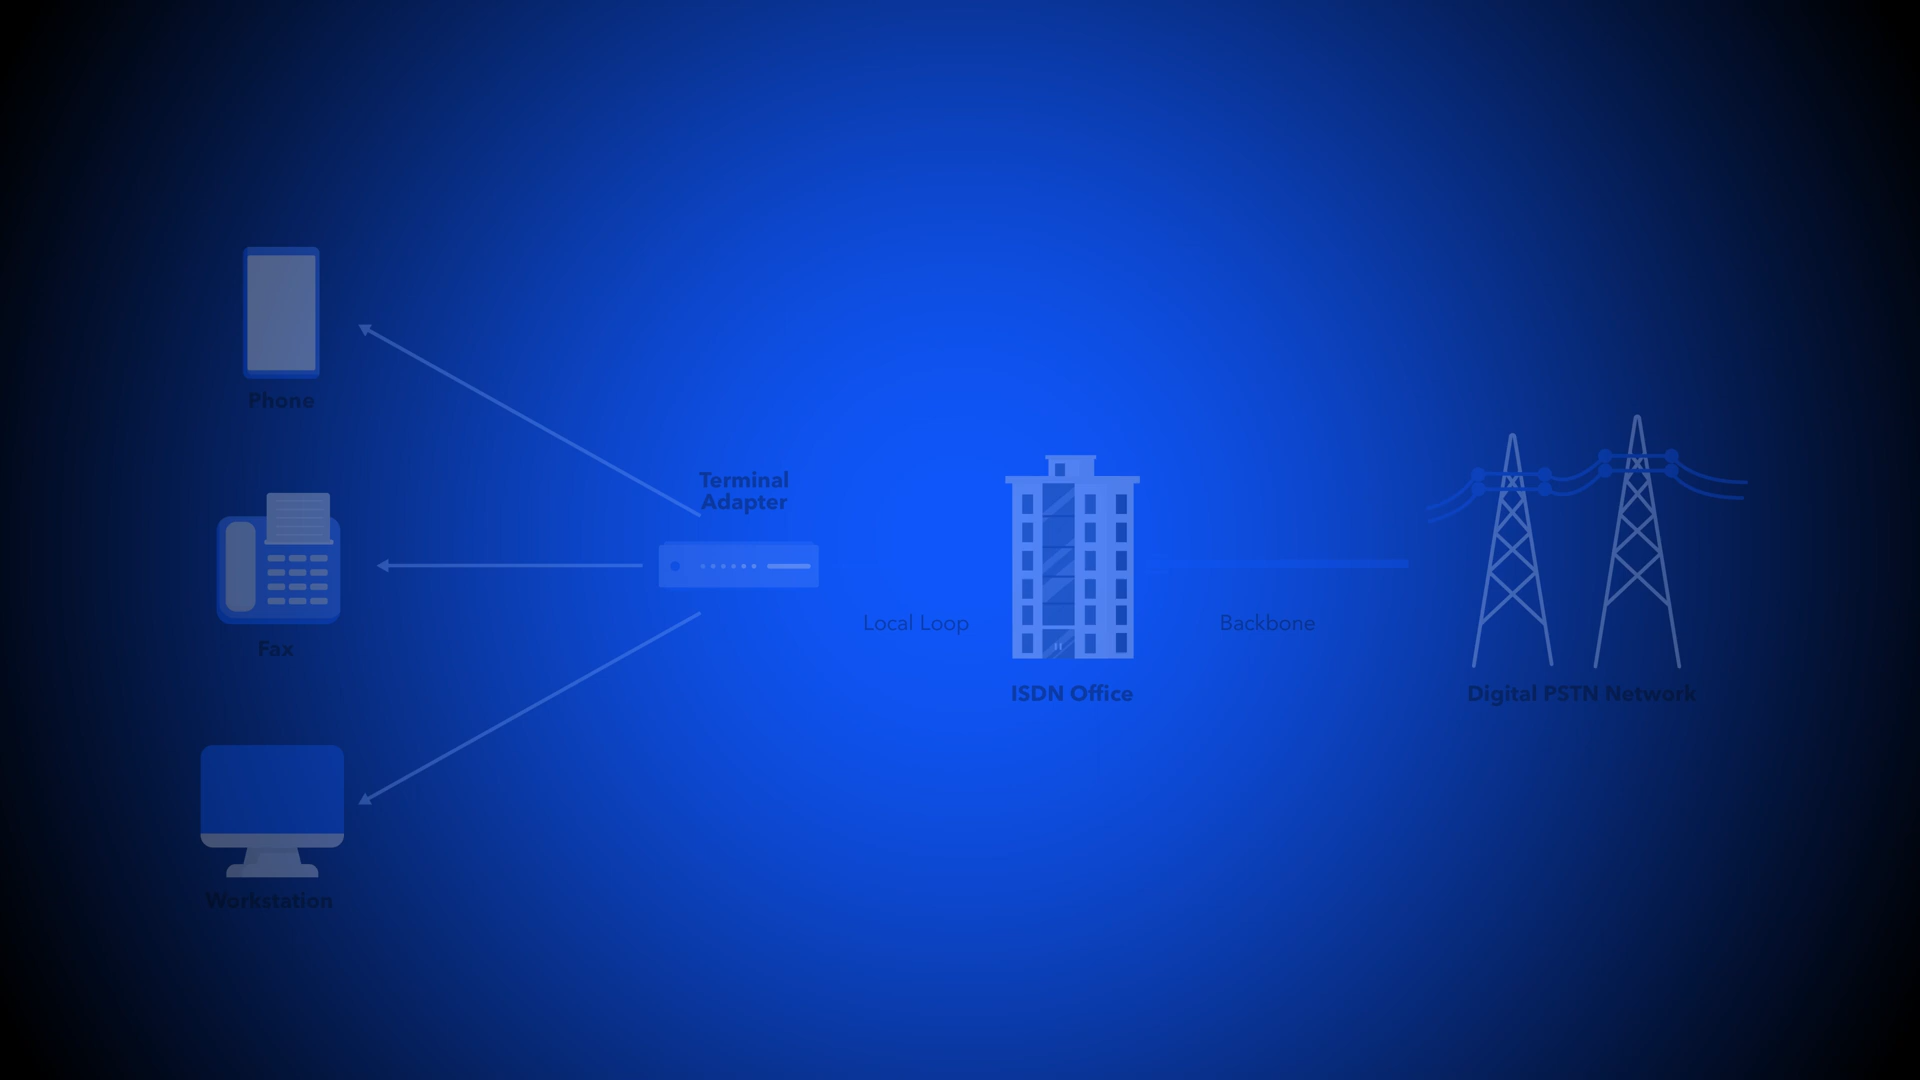 Phone
Terminal
Adapter
Fax
Local Loop
Backbone
ISDN Office
Digital PSTN Network
Workstation